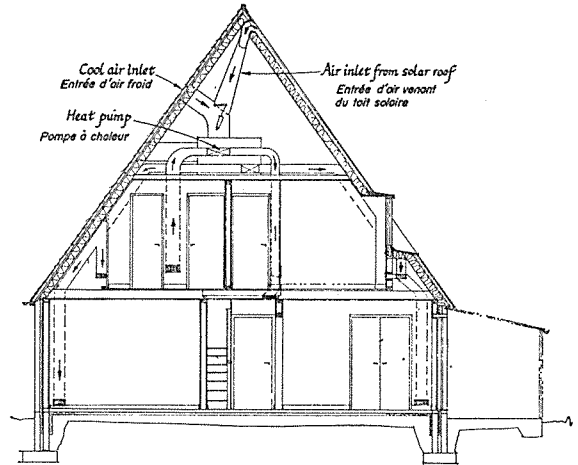 Cool air inlet
Entrée d'air froid
Heat pump
Pompe à chaleur
Air inlet from solar roof
Entrée d'air venant
du toit solaire